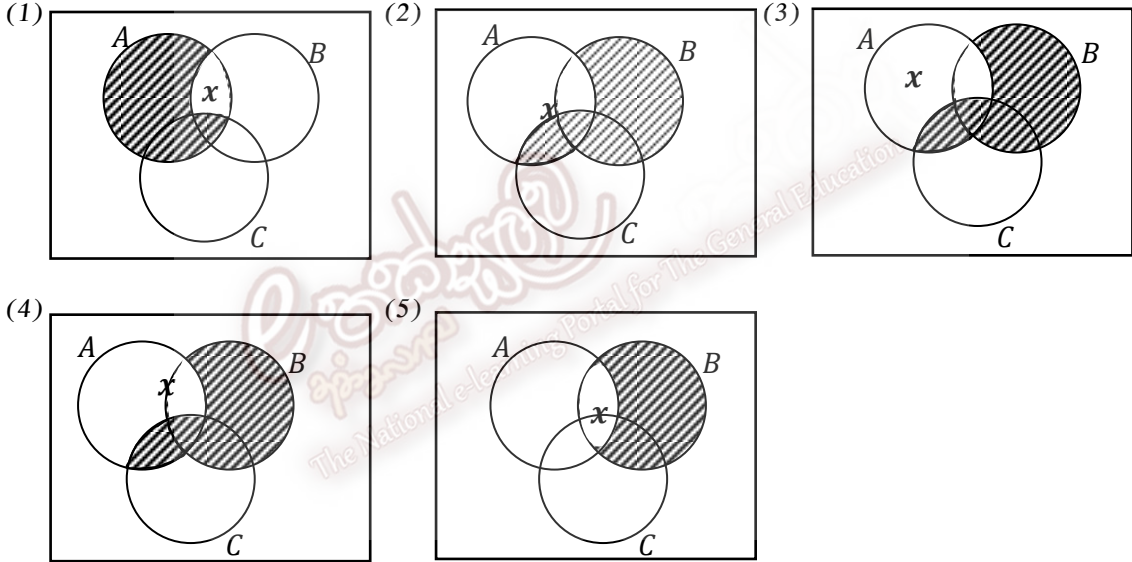 (1) (2) (3)
A B x C
A B x C
A B x C
(4) (5)
A B x C
A B x C
The National e-learning Portal for The General Education